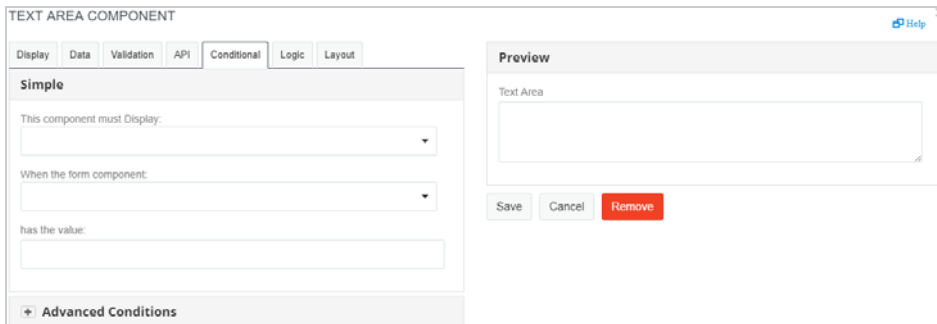 TEXT AREA COMPONENT
Help
Display Data Validation API Conditional Logic Layout
Simple
This component must Display:
When the form component:
has the value:
Advanced Conditions
Preview
Text Area
Save Cancel Remove